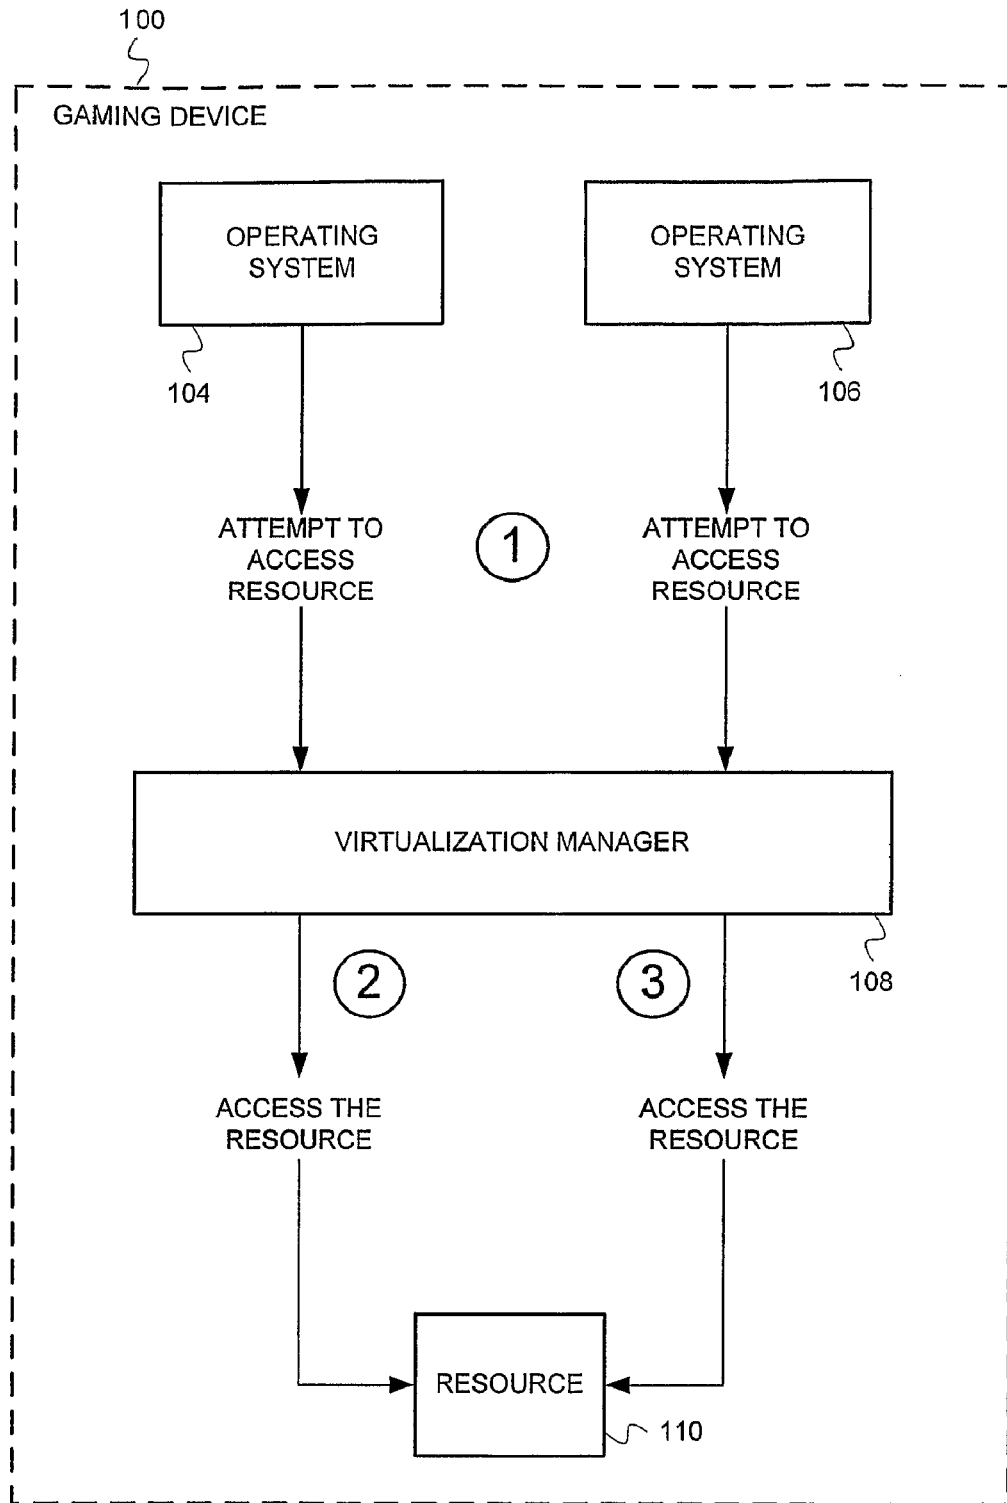 100
GAMING DEVICE
OPERATING
SYSTEM
OPERATING
SYSTEM
104
106
ATTEMPT TO
ACCESS
RESOURCE
1
ATTEMPT TO
ACCESS
RESOURCE
VIRTUALIZATION MANAGER
2
3
108
ACCESS THE
RESOURCE
ACCESS THE
RESOURCE
RESOURCE
110